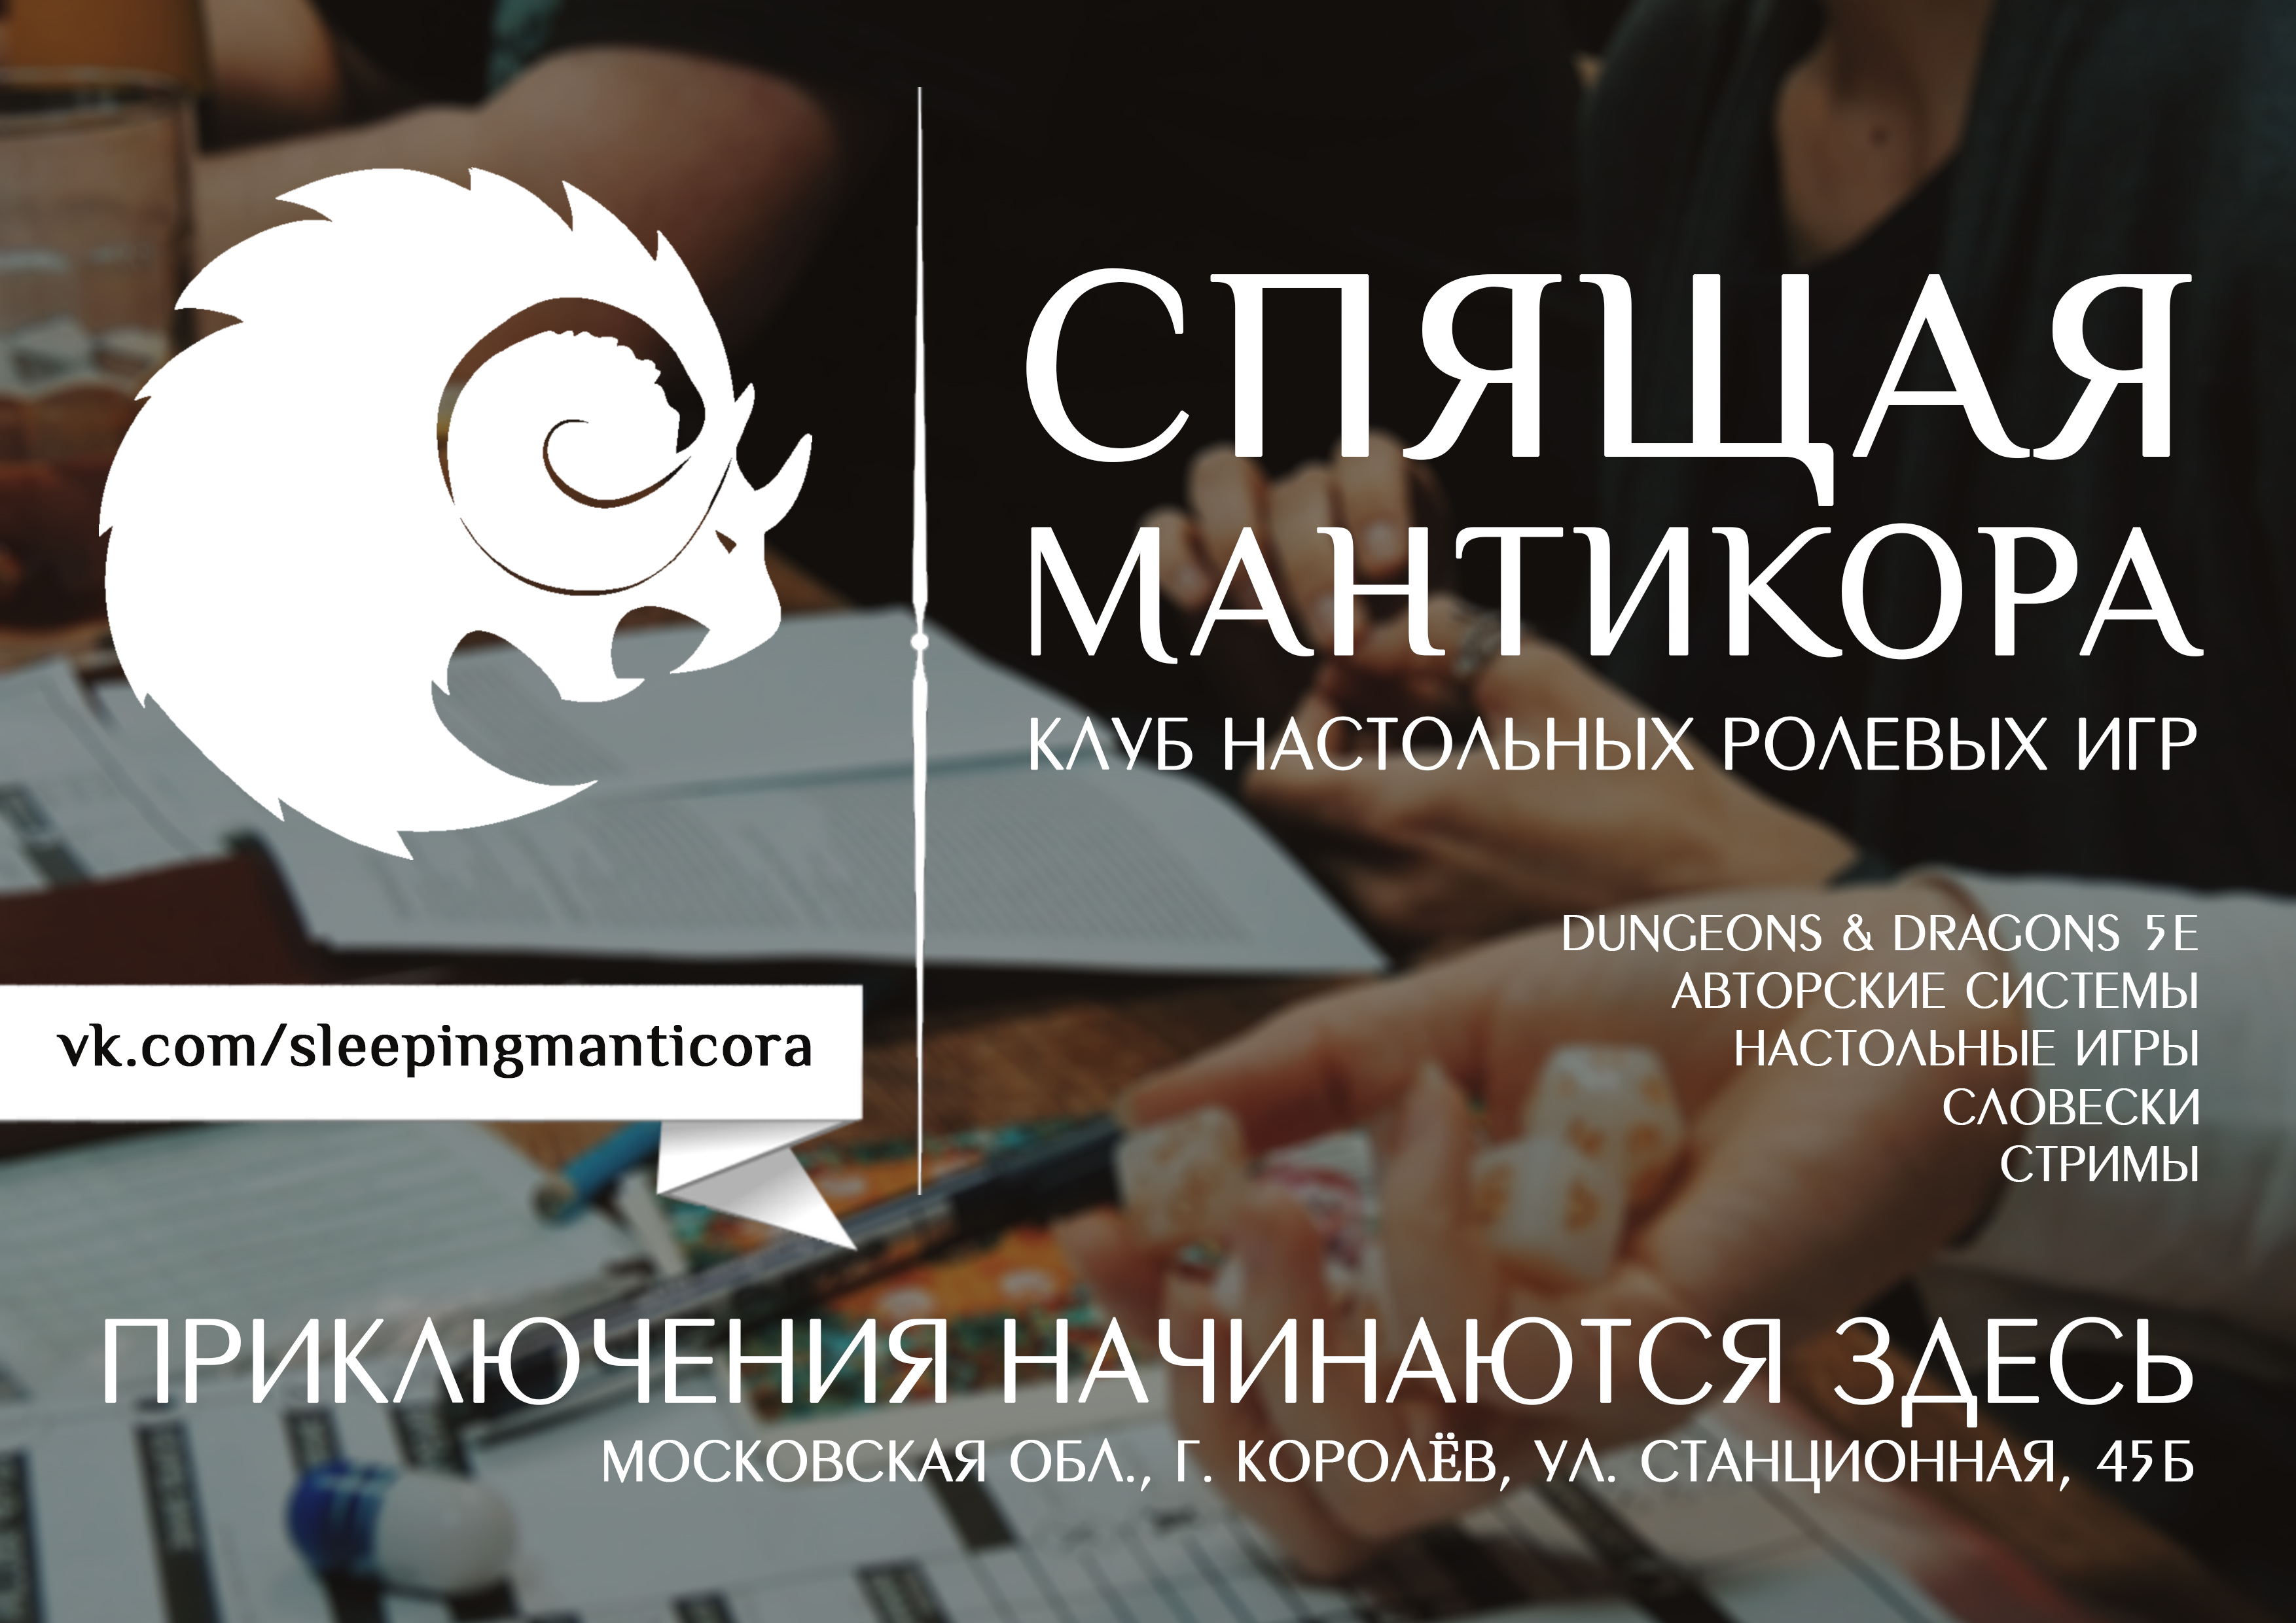 СПЯЩАЯ
МАНТИКОРА
КЛУБ НАСТОЛЬНЫХ РОЛЕВЫХ ИГР
DUNGEONS & DRAGONS 5E
АВТОРСКИЕ СИСТЕМЫ
НАСТОЛЬНЫЕ ИГРЫ
СЛОВЕСКИ
СТРИМЫ
vk.com/sleepingmanticora
ПРИКЛЮЧЕНИЯ НАЧИНАЮТСЯ ЗДЕСЬ
МОСКОВСКАЯ ОБЛ., Г. КОРОЛЁВ, УЛ. СТАНЦИОННАЯ, 45Б